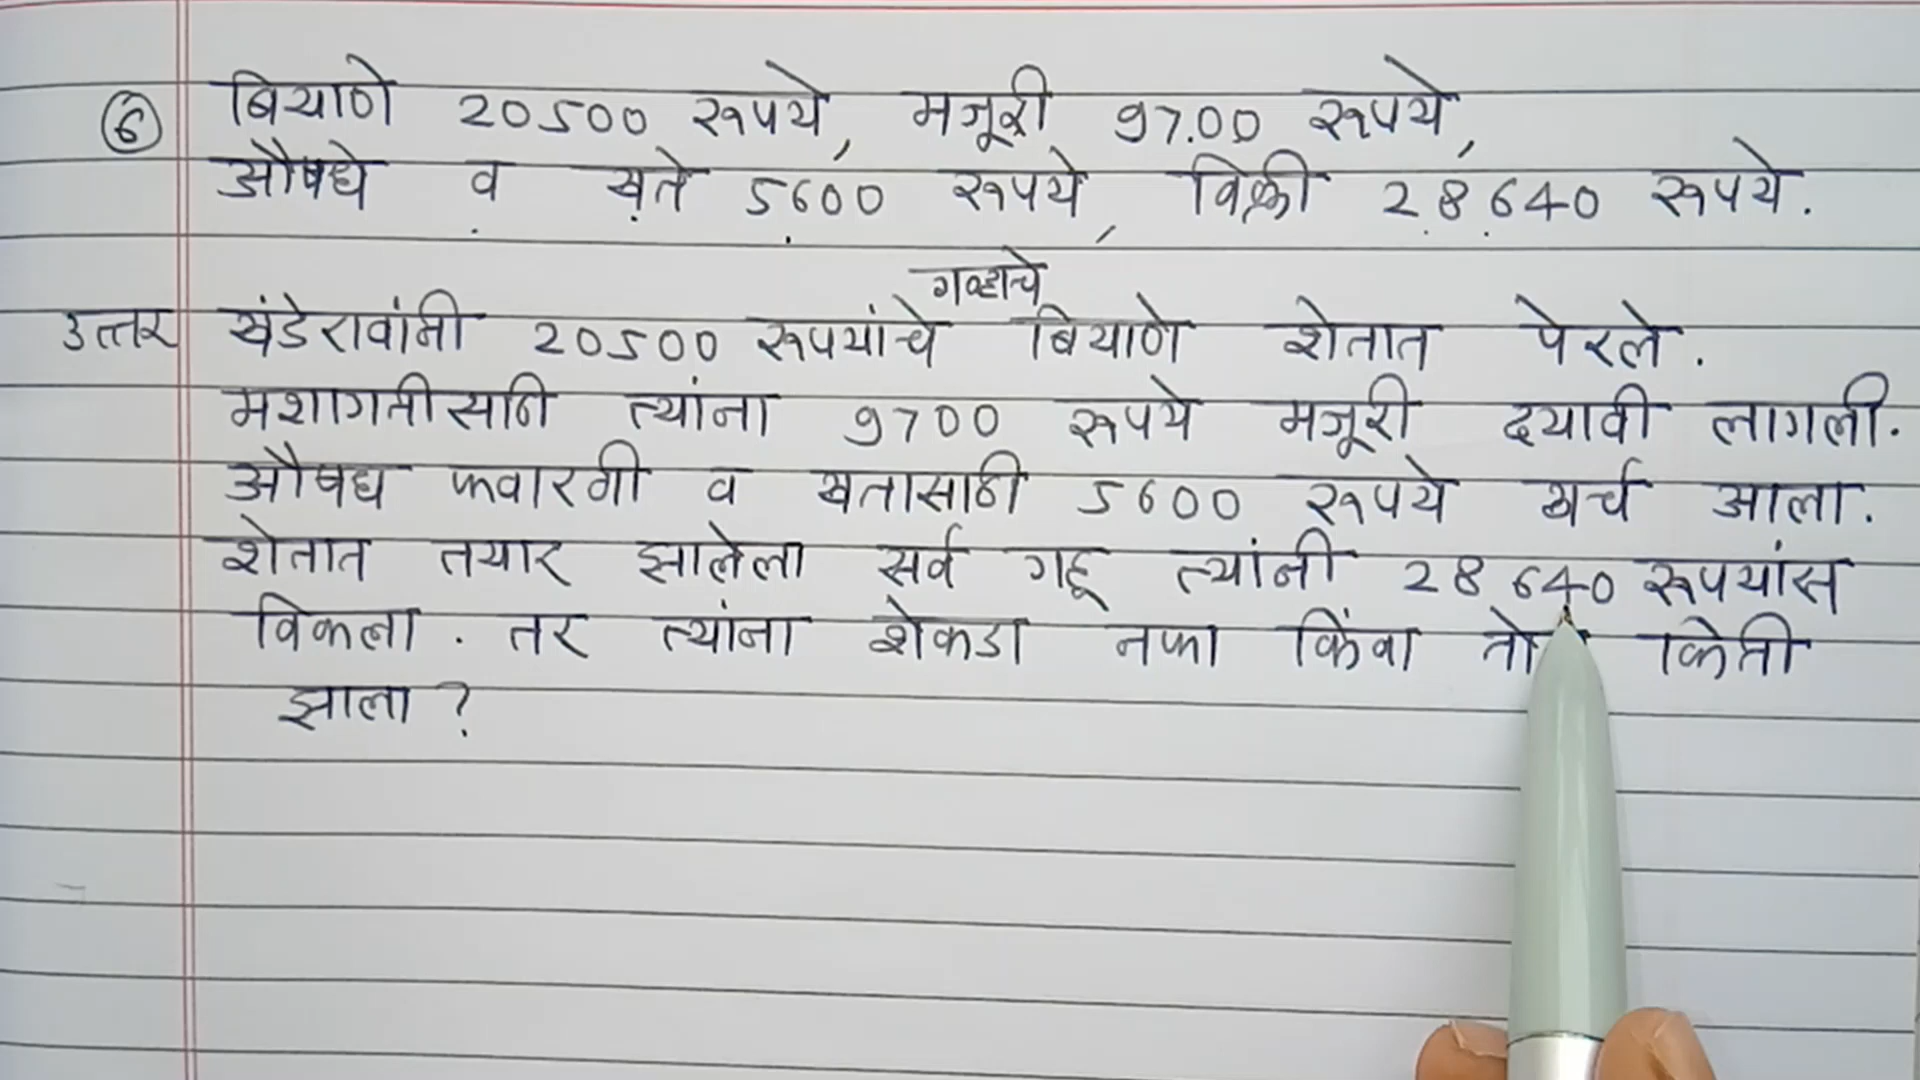 ६ बियाणे 20500 रुपये, मजूरी 9700 रुपये,
औषधे व खते 5600 रुपये, विक्री 28640 रुपये.
गव्हाचे
उत्तर खंडेरावांनी 20500 रुपयांचे बियाणे शेतात पेरले.
मशागतीसाठी त्यांना 9700 रुपये मजूरी दयावी लागली.
औषध फवारणी व खतासाठी 5600 रुपये खर्च आला.
शेतात तयार झालेला सर्व गहू त्यांनी 28640 रुपयांस
विकला. तर त्यांना शेकडा नफा किंवा किती
झाला?